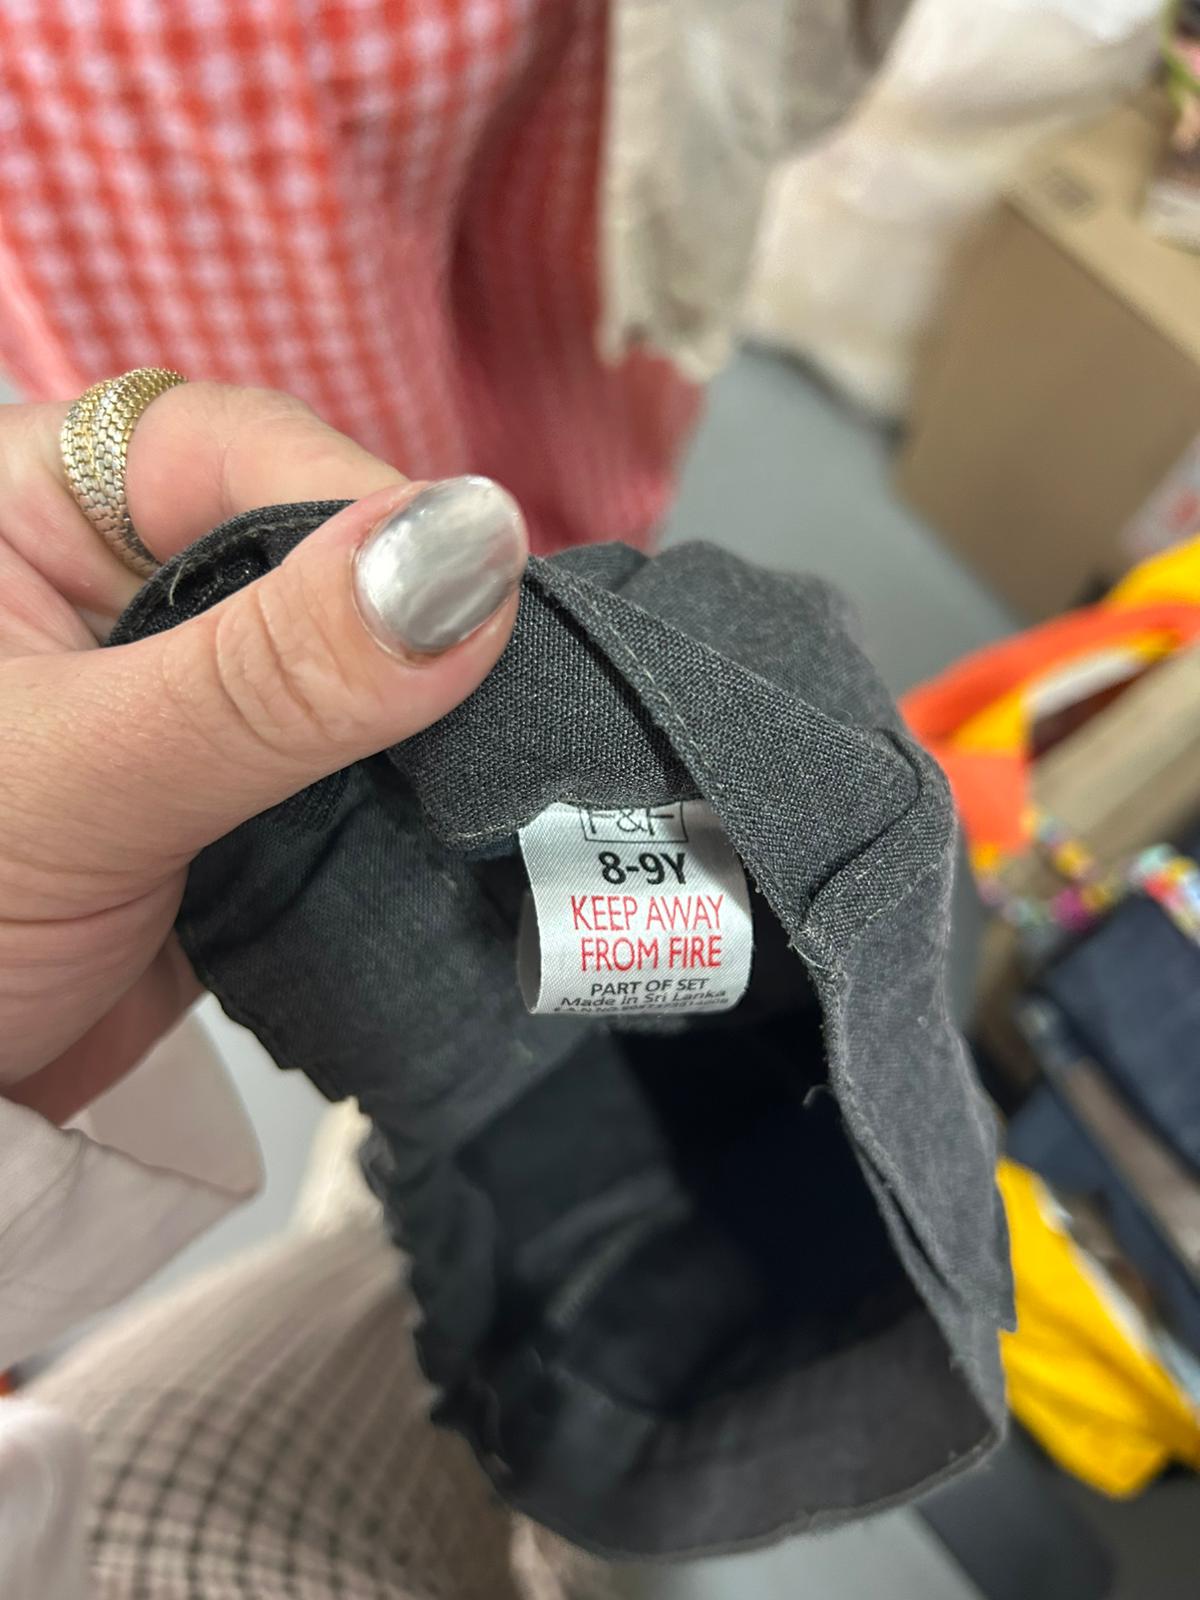 F&F
8-9Y
KEEP AWAY
FROM FIRE
PART OF SET
Made in Sri Lanka